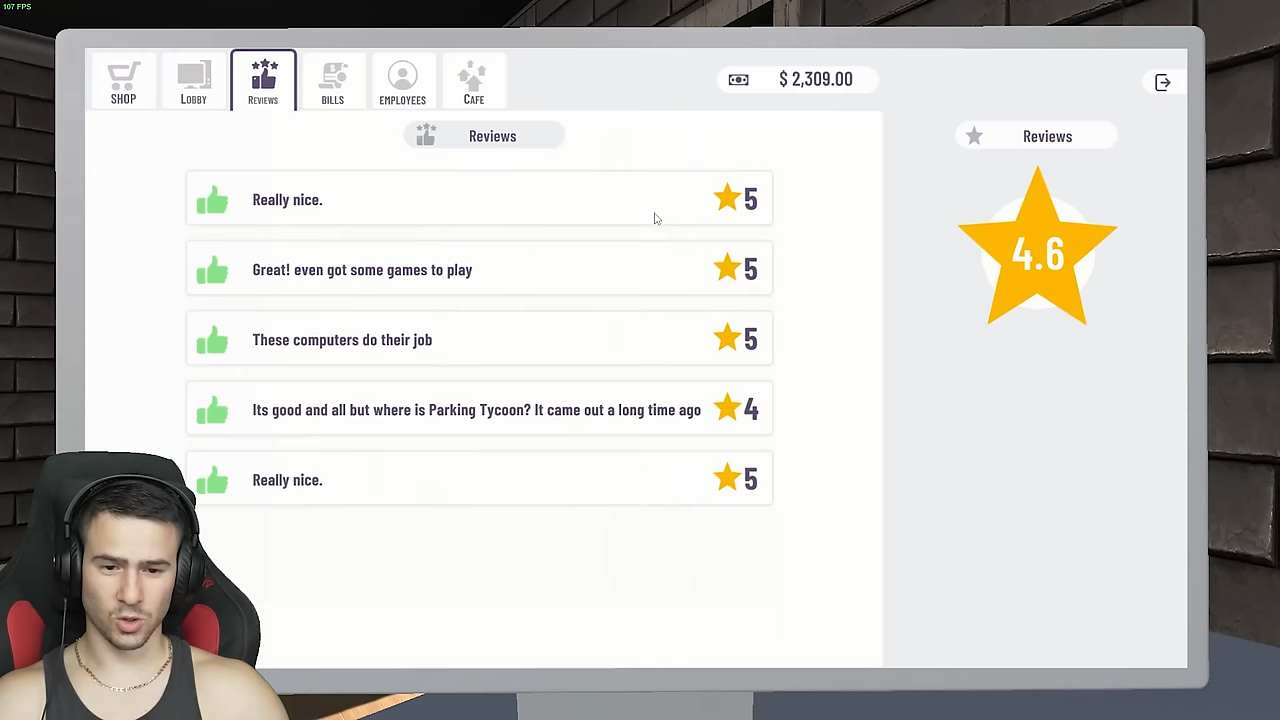 107 FPS
SHOP
LOBBY
REVIEWS
BILLS
EMPLOYEES
CAFE
$ 2,309.00
Reviews
Reviews
Really nice. 5
Great! even got some games to play 5
These computers do their job 5
Its good and all but where is Parking Tycoon? It came out a long time ago 4
Really nice. 5
4.6